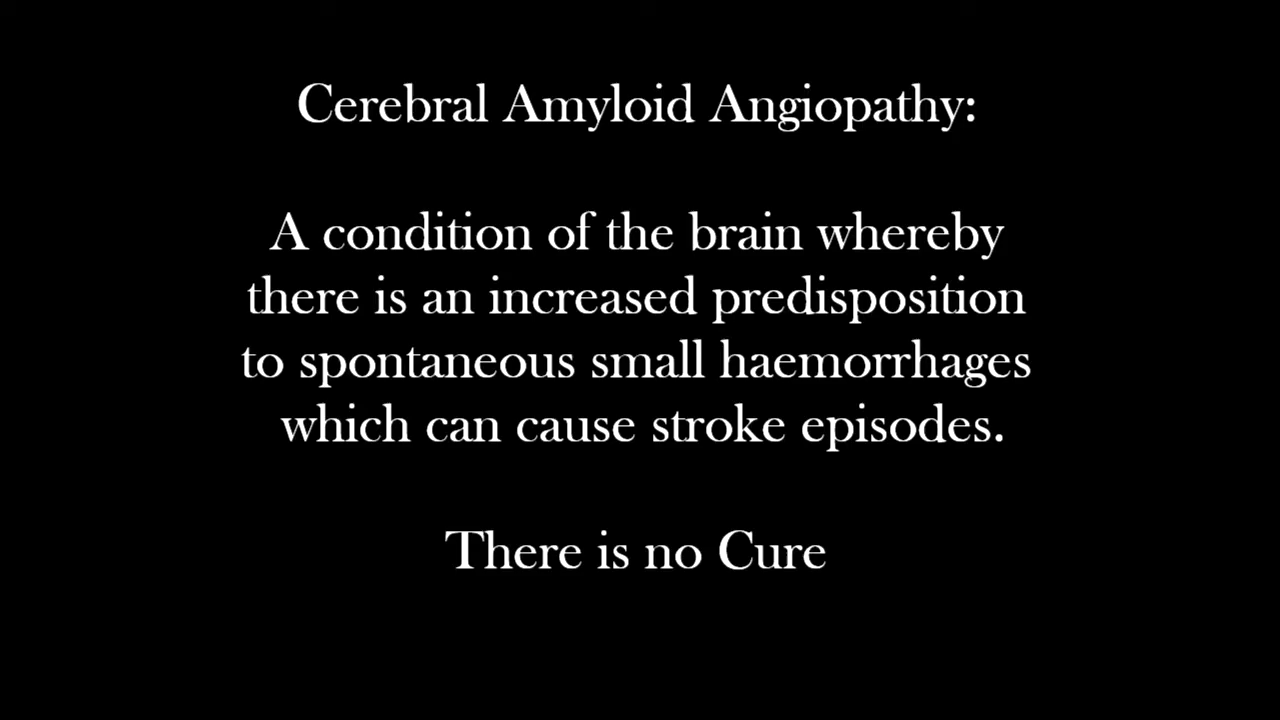 Cerebral Amyloid Angiopathy:
A condition of the brain whereby
there is an increased predisposition
to spontaneous small haemorrhages
which can cause stroke episodes.
There is no Cure